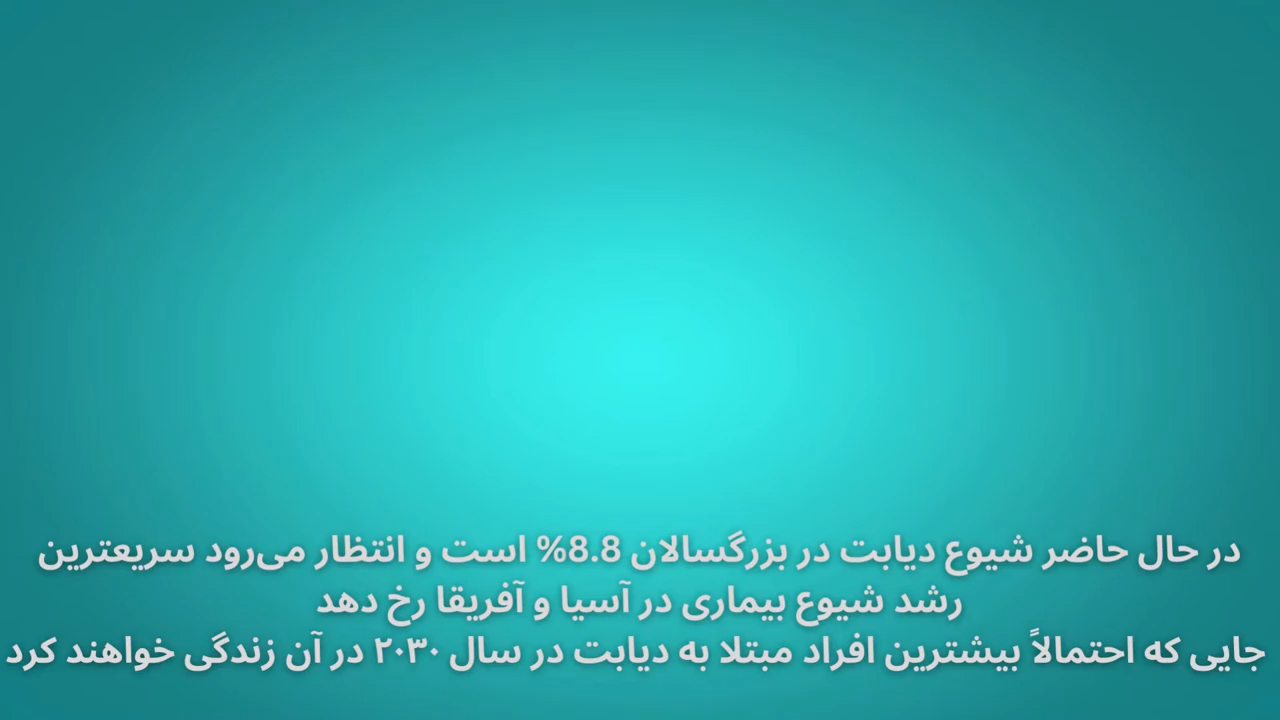 در حال حاضر شیوع دیابت در بزرگسالان 8.8% است و انتظار می‌رود سریعترین
رشد شیوع بیماری در آسیا و آفریقا رخ دهد
جایی که احتمالاً بیشترین افراد مبتلا به دیابت در سال ۲۰۳۰ در آن زندگی خواهند کرد